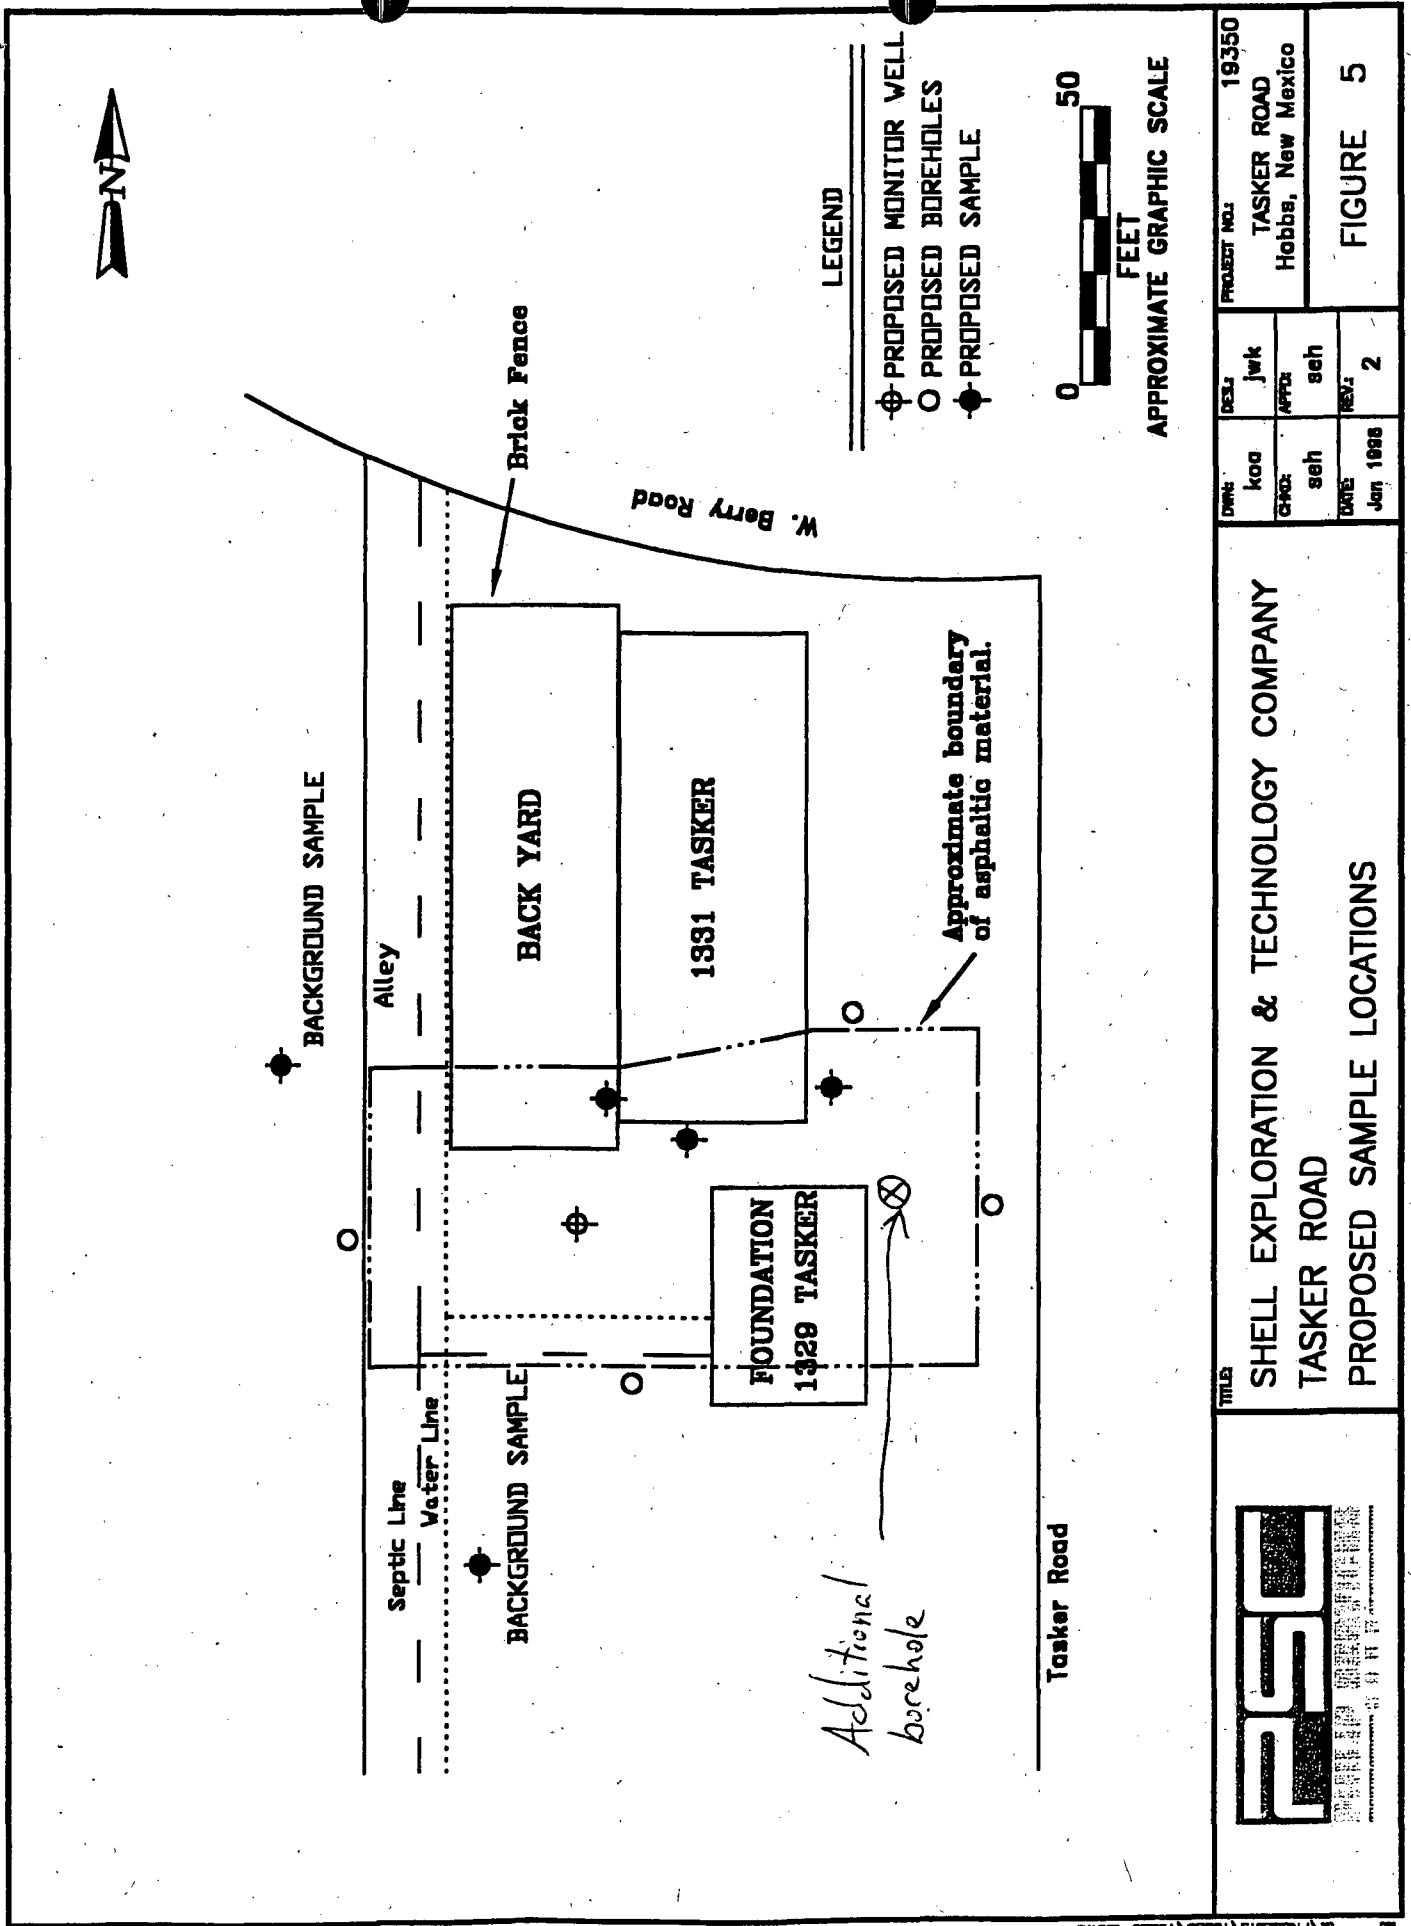 N
BACKGROUND SAMPLE
Alley
Septic Line
Water Line
BACKGROUND SAMPLE
Brick Fence
W. Berry Road
BACK YARD
1331 TASKER
FOUNDATION
1329 TASKER
Approximate boundary
of asphaltic material.
Additional
borehole
Tasker Road
LEGEND
PROPOSED MONITOR WELL
PROPOSED BOREHOLES
PROPOSED SAMPLE
0 50
FEET
APPROXIMATE GRAPHIC SCALE
TITLE:
SHELL EXPLORATION & TECHNOLOGY COMPANY
TASKER ROAD
PROPOSED SAMPLE LOCATIONS
DWN: koa
DES.: jwk
CHKD: seh
APPD: seh
DATE: Jan 1998
REV.: 2
PROJECT NO.: 19350
TASKER ROAD
Hobbs, New Mexico
FIGURE 5